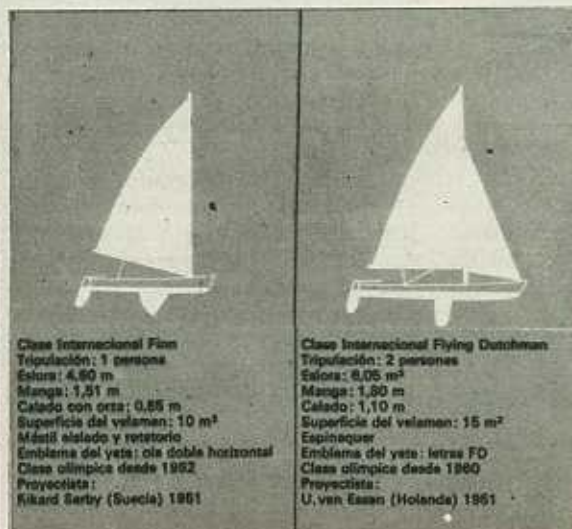 Clase Internacional Finn
Tripulación: 1 persona
Eslora: 4,50 m
Manga: 1,51 m
Calado con orza: 0,85 m
Superficie del velamen: 10 m²
Mástil aislado y rotatorio
Emblema del yate: ola doble horizontal
Clase olímpica desde 1952
Proyectista:
Rikard Sarby (Suecia) 1951
Clase Internacional Flying Dutchman
Tripulación: 2 personas
Eslora: 6,05 m³
Manga: 1,80 m
Calado: 1,10 m
Superficie del velamen: 15 m²
Espinaquer
Emblema del yate: letras FD
Clase olímpica desde 1960
Proyectista:
U. van Essen (Holanda) 1951